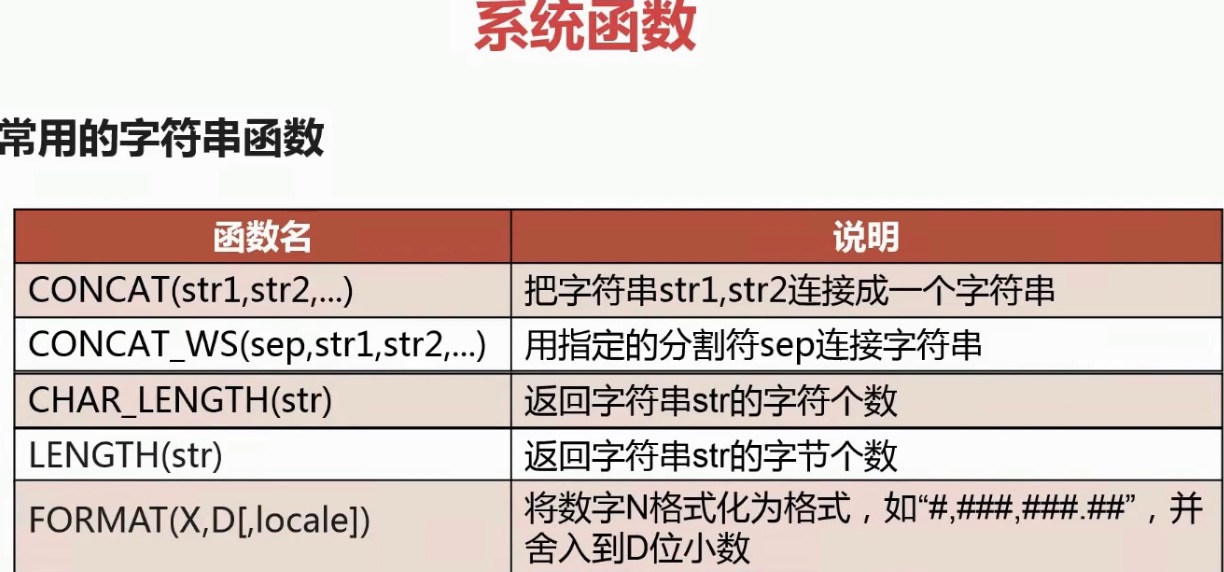 系统函数
常用的字符串函数
函数名 说明
CONCAT(str1,str2,...) 把字符串str1,str2连接成一个字符串
CONCAT_WS(sep,str1,str2,...) 用指定的分割符sep连接字符串
CHAR_LENGTH(str) 返回字符串str的字符个数
LENGTH(str) 返回字符串str的字节个数
FORMAT(X,D[,locale]) 将数字N格式化为格式，如“#,###,###.##”，并
舍入到D位小数